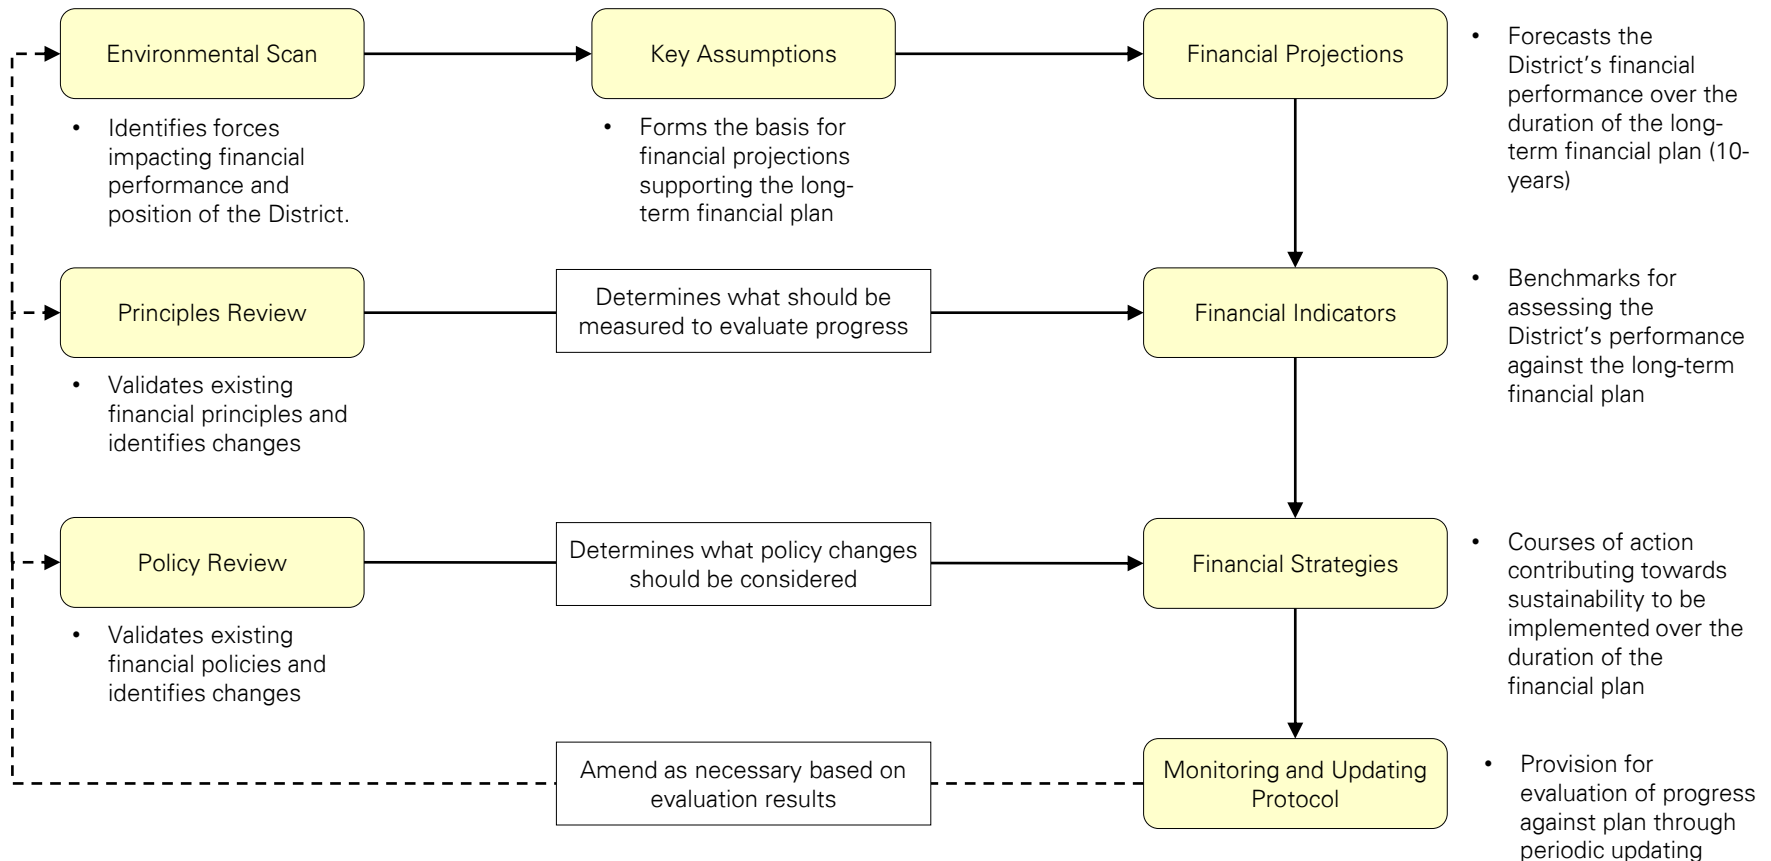 Environmental Scan
Key Assumptions
Financial Projections
• Identifies forces
impacting financial
performance and
position of the District.
• Forms the basis for
financial projections
supporting the long-
term financial plan
• Forecasts the
District's financial
performance over the
duration of the long-
term financial plan (10-
years)
Principles Review
Determines what should be
measured to evaluate progress
Financial Indicators
• Validates existing
financial principles and
identifies changes
• Benchmarks for
assessing the
District's performance
against the long-term
financial plan
Policy Review
Determines what policy changes
should be considered
Financial Strategies
• Validates existing
financial policies and
identifies changes
• Courses of action
contributing towards
sustainability to be
implemented over the
duration of the
financial plan
Amend as necessary based on
evaluation results
Monitoring and Updating
Protocol
• Provision for
evaluation of progress
against plan through
periodic updating